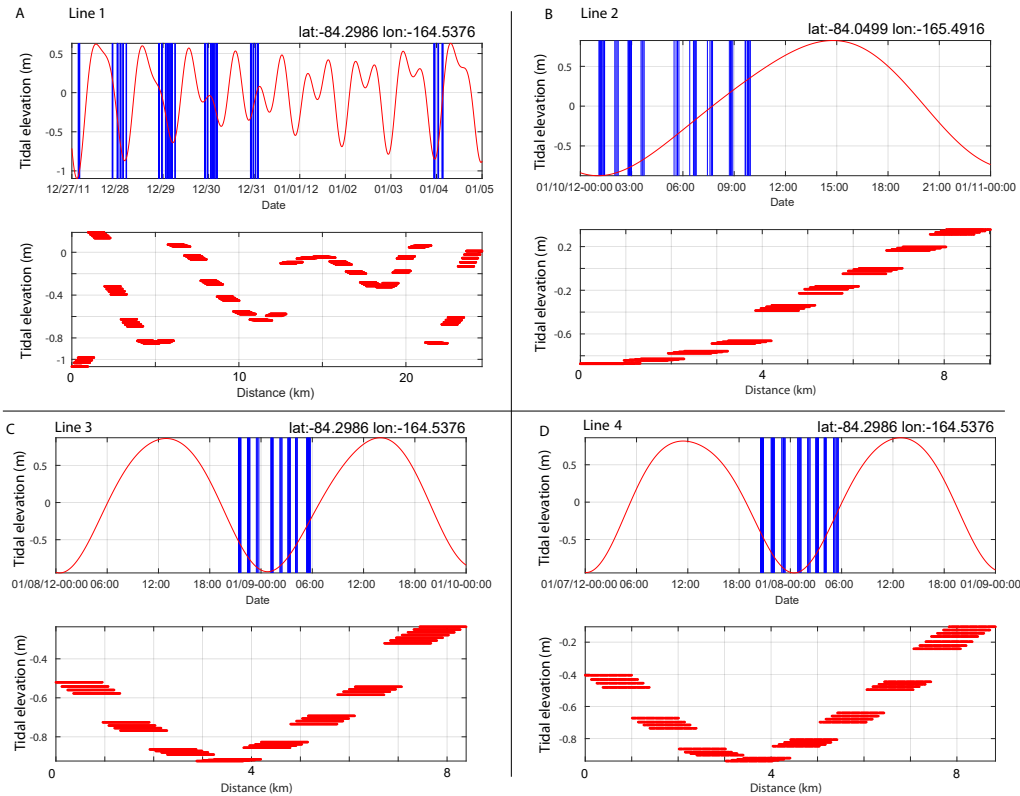 A
Line 1
lat:-84.2986 lon:-164.5376
Tidal elevation (m)
0.5
0
-0.5
-1
12/27/11 12/28 12/29 12/30 12/31 01/01/12 01/02 01/03 01/04 01/05
Date
Tidal elevation (m)
0
-0.4
-0.8
-1
0 10 20
Distance (km)
B
Line 2
lat:-84.0499 lon:-165.4916
Tidal elevation (m)
0.5
0
-0.5
01/10/12-00:00 03:00 06:00 09:00 12:00 15:00 18:00 21:00 01/11-00:00
Date
Tidal elevation (m)
0.2
-0.2
-0.6
0 4 8
Distance (km)
C
Line 3
lat:-84.2986 lon:-164.5376
Tidal elevation (m)
0.5
0
-0.5
01/08/12-00:00 06:00 12:00 18:00 01/09-00:00 06:00 12:00 18:00 01/10-00:00
Date
Tidal elevation (m)
-0.4
-0.6
-0.8
0 4 8
Distance (km)
D
Line 4
lat:-84.2986 lon:-164.5376
Tidal elevation (m)
0.5
0
-0.5
01/07/12-00:00 06:00 12:00 18:00 01/08-00:00 06:00 12:00 18:00 01/09-00:00
Date
Tidal elevation (m)
-0.2
-0.4
-0.6
-0.8
0 4 8
Distance (km)